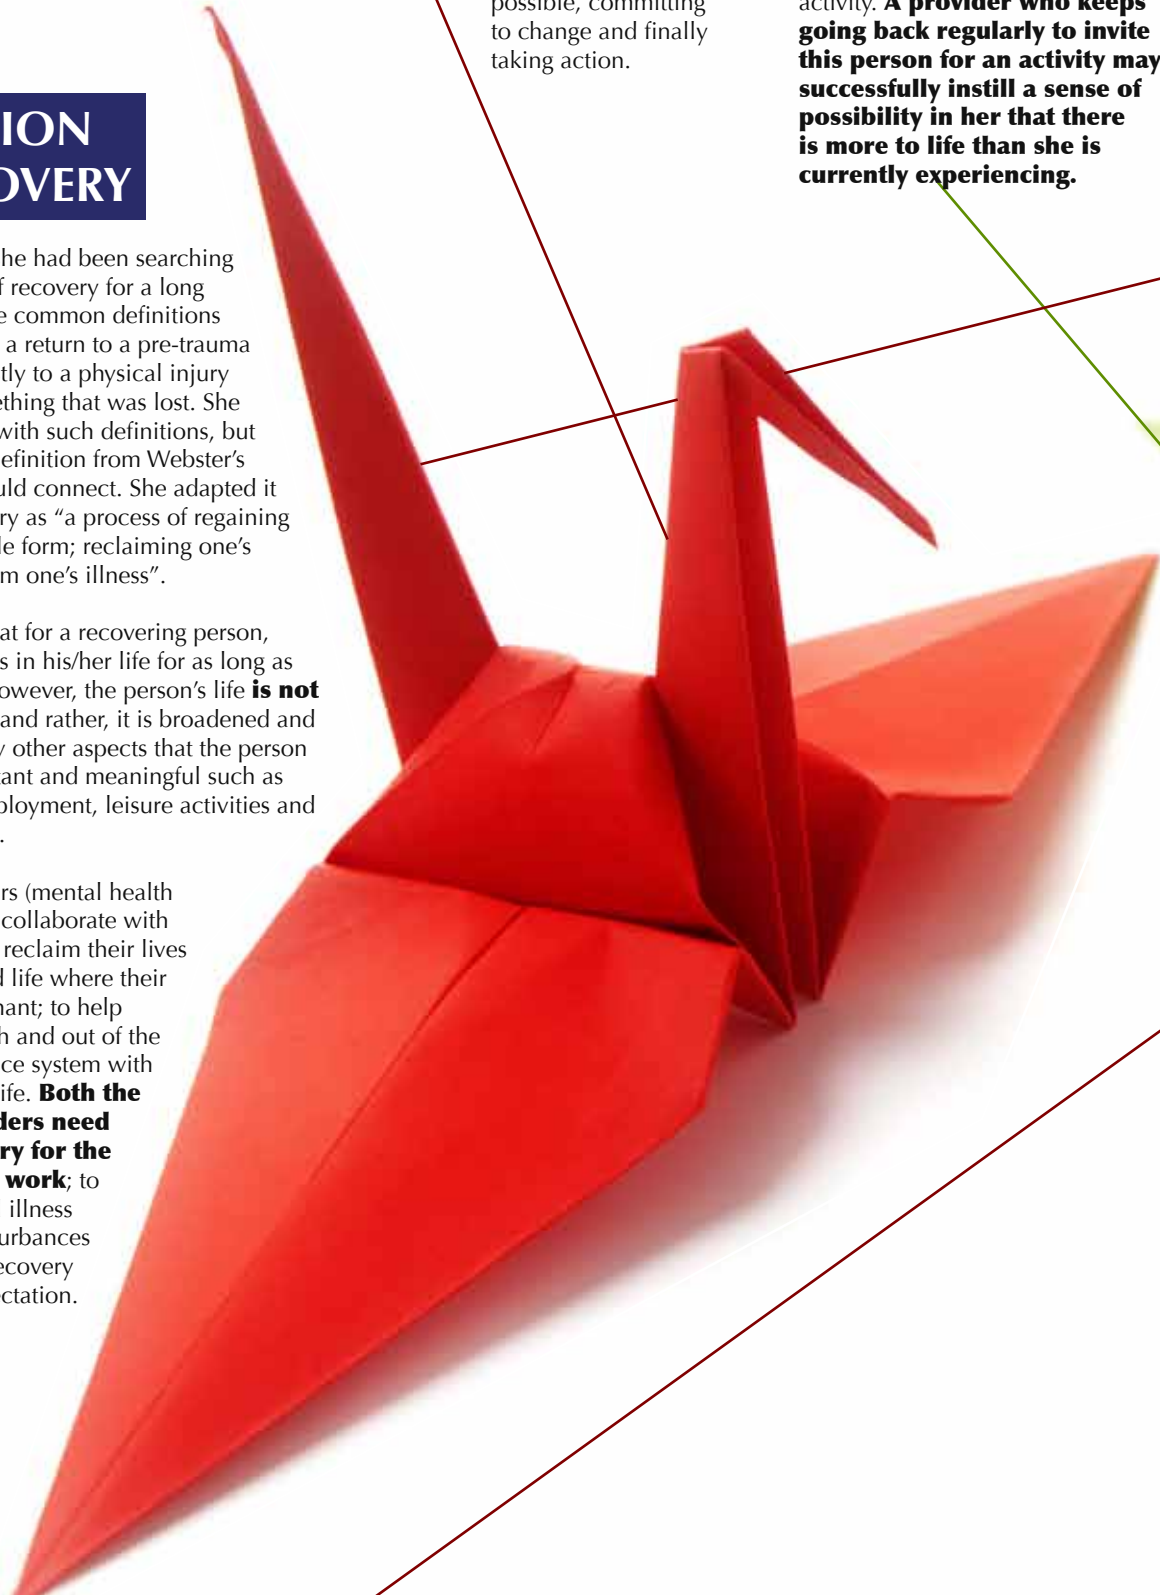 ION
OVERY
he had been searching
f recovery for a long
e common definitions
a return to a pre-trauma
tly to a physical injury
ething that was lost. She
with such definitions, but
efinition from Webster’s
uld connect. She adapted it
ry as “a process of regaining
le form; reclaiming one’s
m one’s illness”.
at for a recovering person,
s in his/her life for as long as
owever, the person’s life is not
and rather, it is broadened and
y other aspects that the person
tant and meaningful such as
ployment, leisure activities and
.
rs (mental health
collaborate with
reclaim their lives
d life where their
nant; to help
h and out of the
ice system with
ife. Both the
ders need
ry for the
work; to
illness
urbances
ecovery
ectation.
possible, committing
to change and finally
taking action.
activity. A provider who keeps
going back regularly to invite
this person for an activity may
successfully instill a sense of
possibility in her that there
is more to life than she is
currently experiencing.